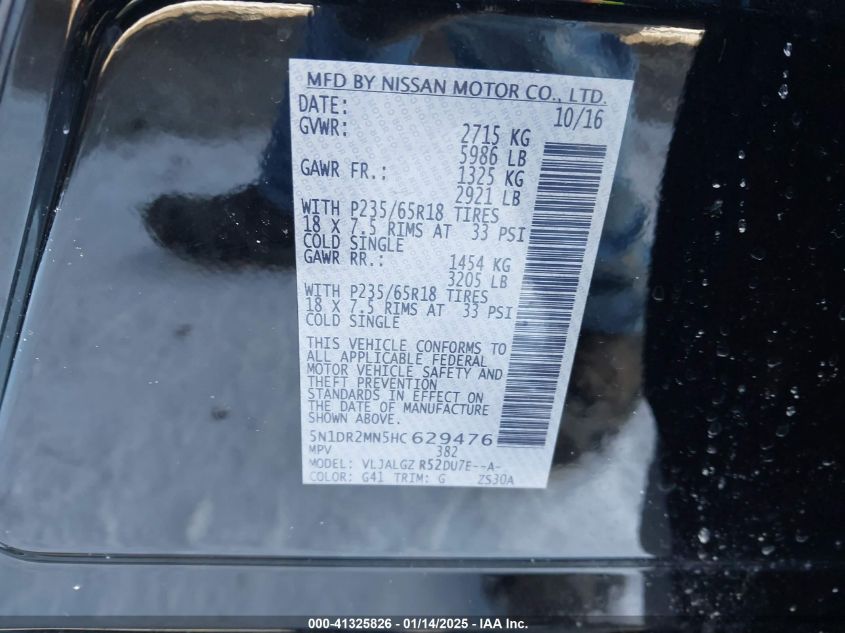 MFD BY NISSAN MOTOR CO., LTD.
DATE: 10/16
GVWR: 2715 KG
5986 LB
GAWR FR.: 1325 KG
2921 LB
WITH P235/65R18 TIRES
18 X 7.5 RIMS AT 33 PSI
COLD SINGLE
GAWR RR.: 1454 KG
3205 LB
WITH P235/65R18 TIRES
18 X 7.5 RIMS AT 33 PSI
COLD SINGLE
THIS VEHICLE CONFORMS TO
ALL APPLICABLE FEDERAL
MOTOR VEHICLE SAFETY AND
THEFT PREVENTION
STANDARDS IN EFFECT ON
THE DATE OF MANUFACTURE
SHOWN ABOVE.
5N1DR2MN5HC629476
MPV 382
MODEL: VLJALGZ R52DU7E--A-
COLOR: G41 TRIM: G ZS30A
000-41325826 - 01/14/2025 - IAA Inc.